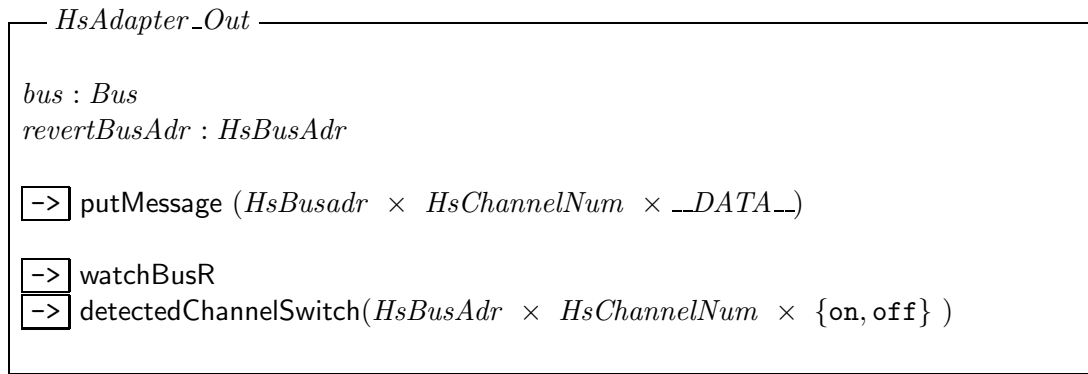 HsAdapter_Out
bus : Bus
revertBusAdr : HsBusAdr
-> putMessage (HsBusadr × HsChannelNum × __DATA__)
-> watchBusR
-> detectedChannelSwitch(HsBusAdr × HsChannelNum × {on, off} )